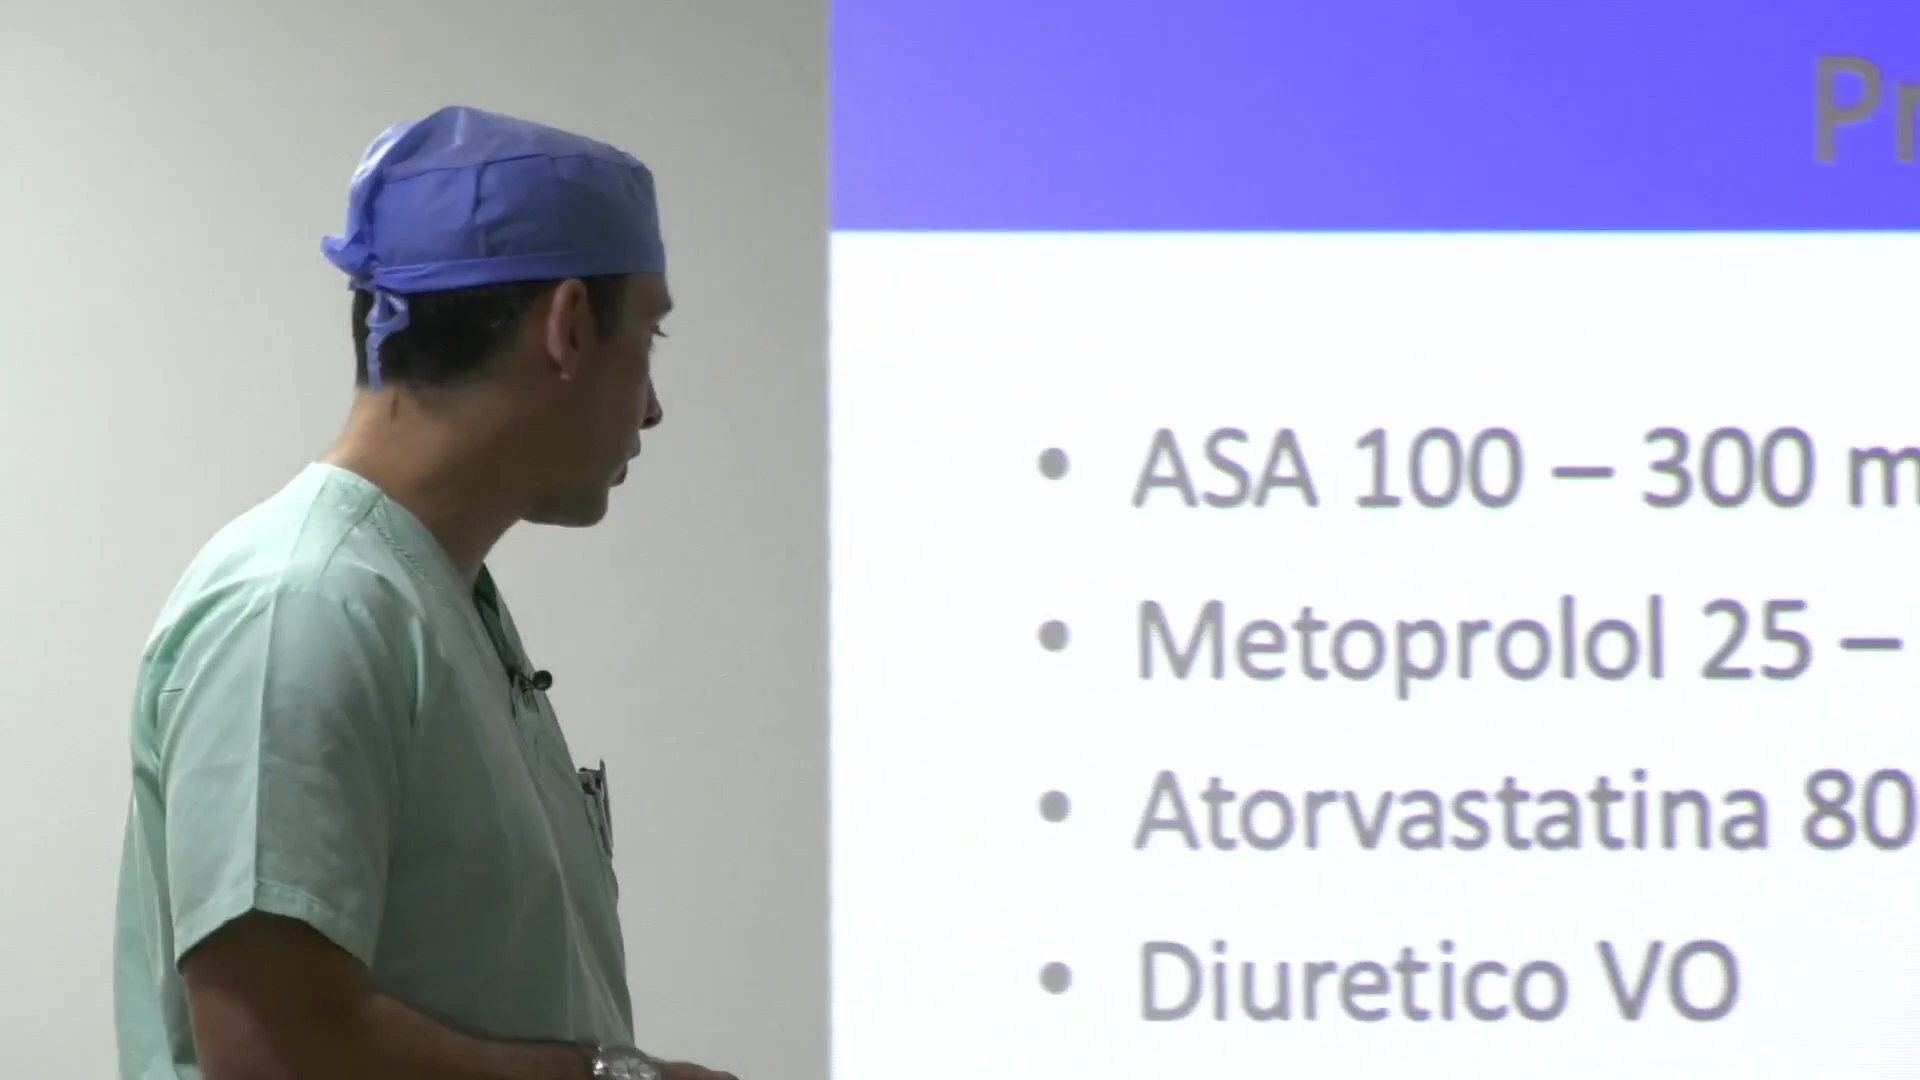 Pr
ASA 100 – 300 m
Metoprolol 25 –
Atorvastatina 80
Diuretico VO